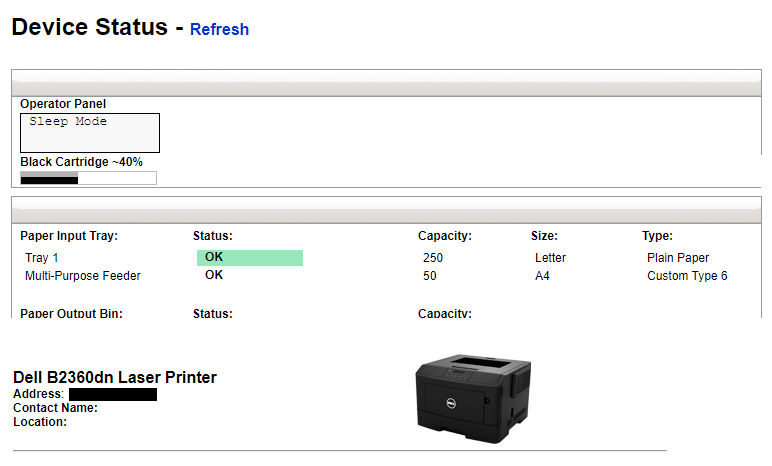 Device Status - Refresh
Operator Panel
Sleep Mode
Black Cartridge ~40%
Paper Input Tray: Status: Capacity: Size: Type:
Tray 1 OK 250 Letter Plain Paper
Multi-Purpose Feeder OK 50 A4 Custom Type 6
Paper Output Bin: Status: Capacity:
Dell B2360dn Laser Printer
Address:
Contact Name:
Location:
DELL